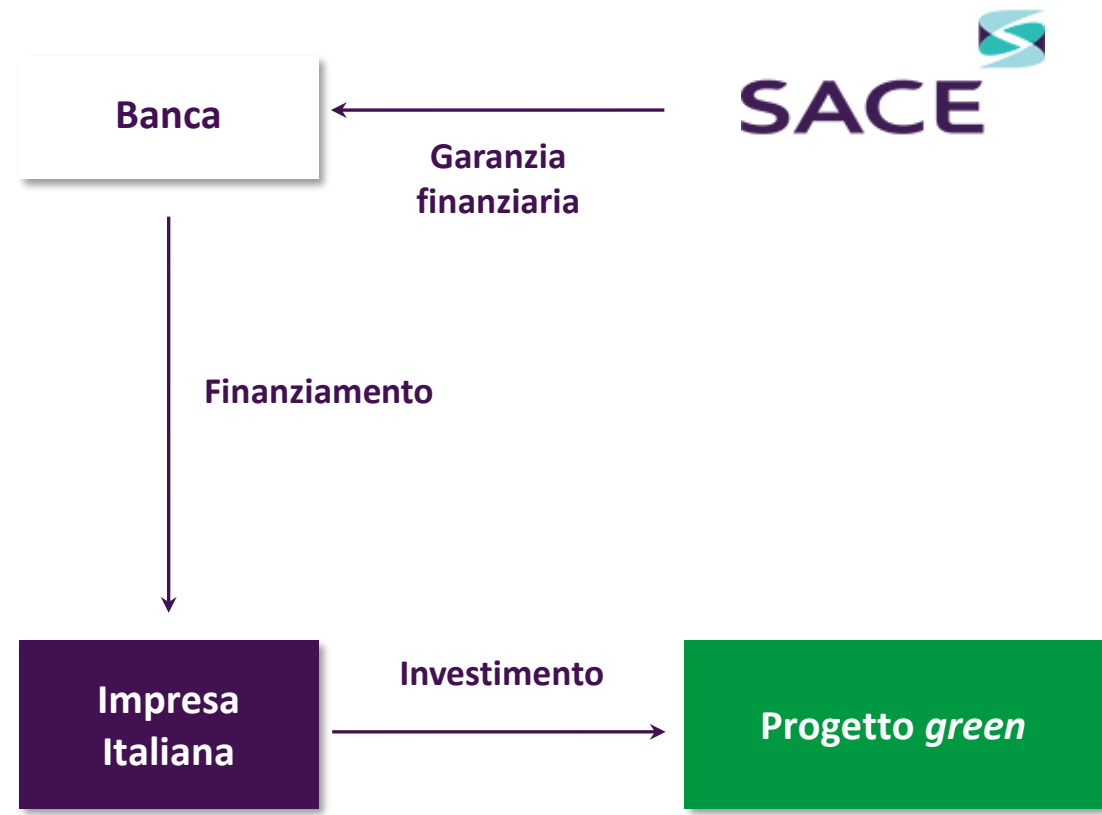 SACE
Banca
Garanzia
finanziaria
Finanziamento
Impresa
Italiana
Investimento
Progetto green